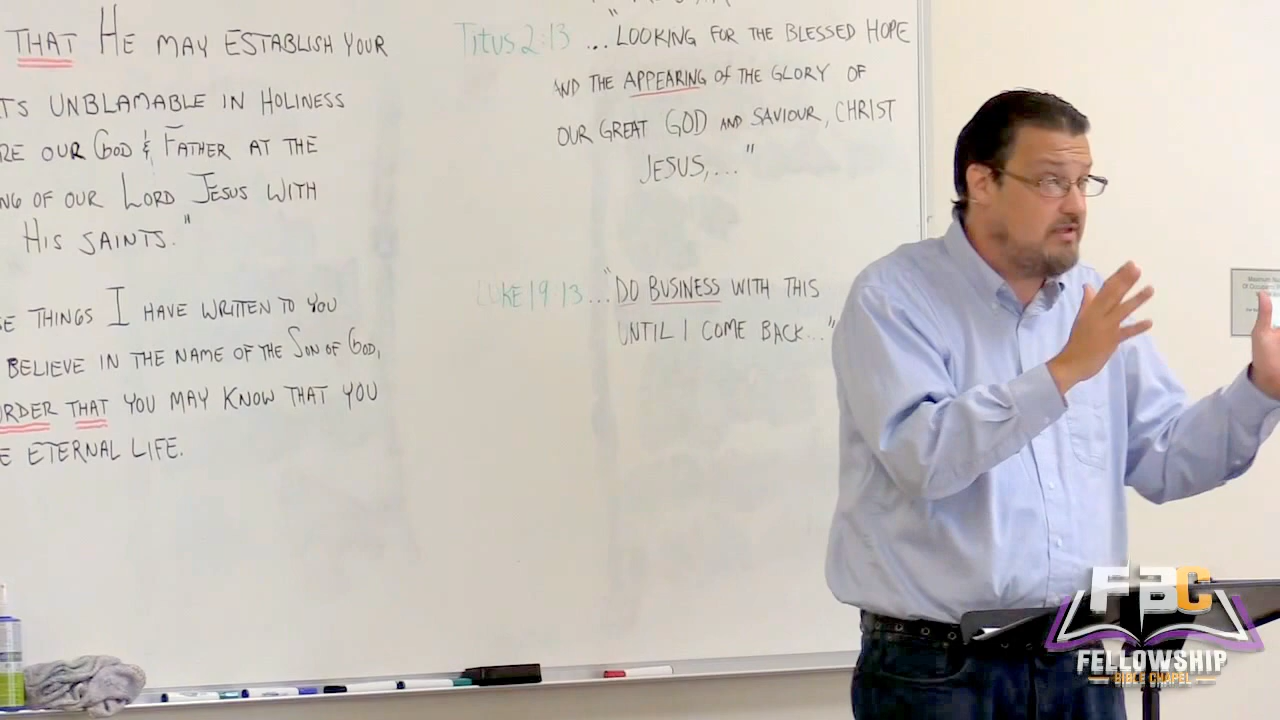 THAT HE MAY ESTABLISH YOUR
TS UNBLAMABLE IN HOLINESS
RE OUR GOD & FATHER AT THE
NG OF OUR LORD JESUS WITH
HIS SAINTS."
SE THINGS I HAVE WRITTEN TO YOU
BELIEVE IN THE NAME OF THE SON OF GOD,
ORDER THAT YOU MAY KNOW THAT YOU
E ETERNAL LIFE.
Titus 2:13 ...LOOKING FOR THE BLESSED HOPE
AND THE APPEARING OF THE GLORY OF
OUR GREAT GOD AND SAVIOUR, CHRIST
JESUS,..."
LUKE 19 13 ..."DO BUSINESS WITH THIS
UNTIL I COME BACK..."
FBC
FELLOWSHIP
BIBLE CHAPEL